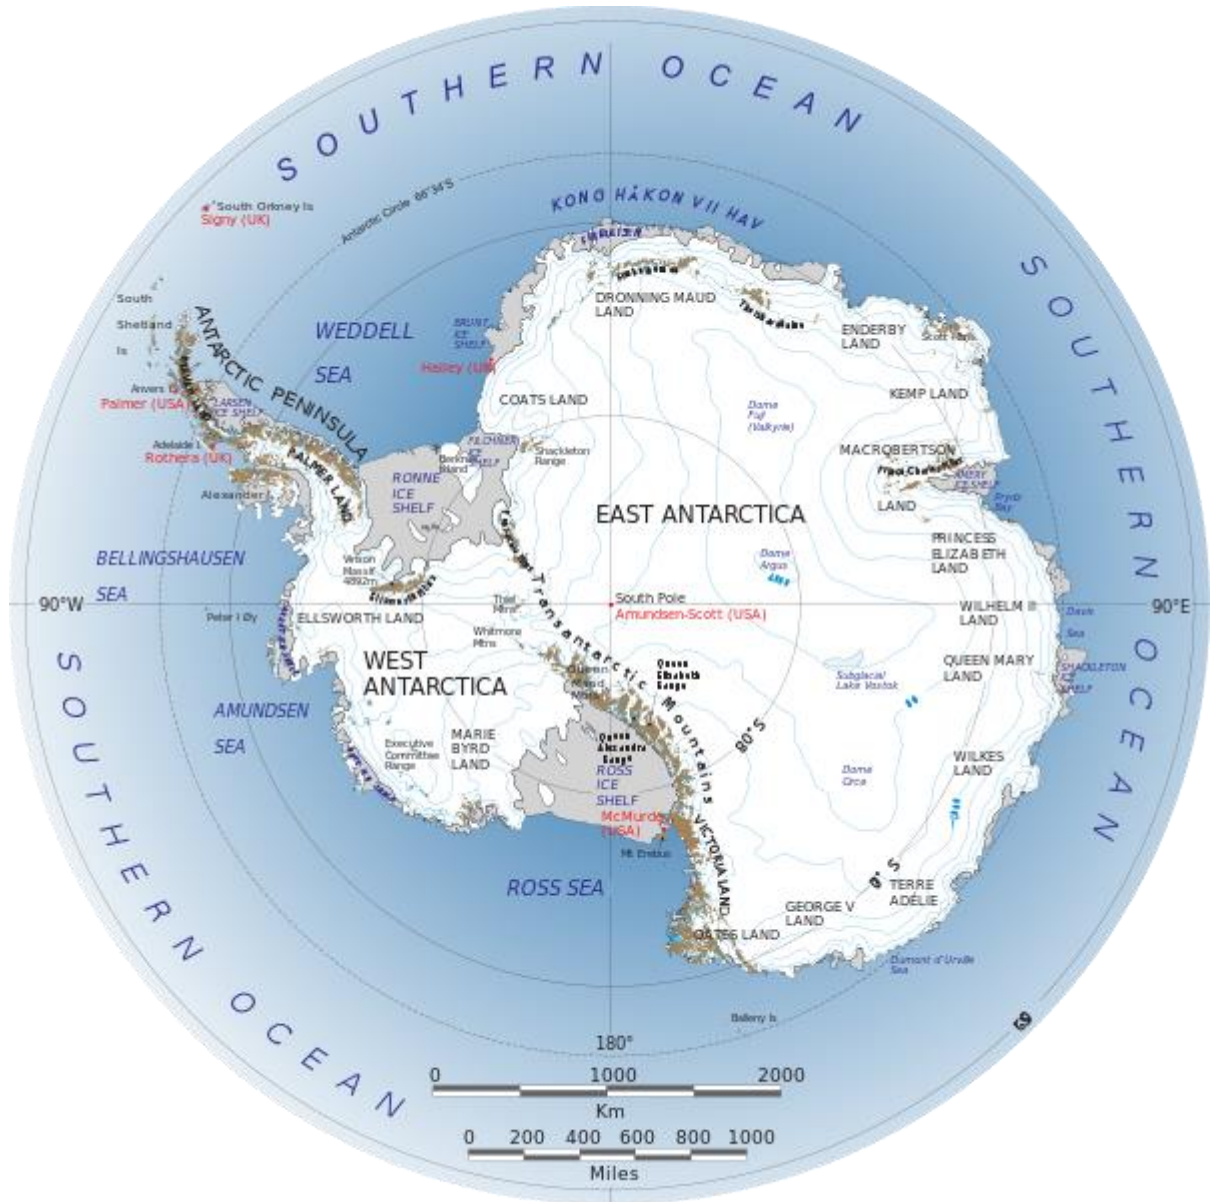 SOUTHERN OCEAN
Antarctic Circle 66°34'S
KONG HÅKON VII HAV
South Orkney Is
Signy (UK)
South
Shetland
Is
ANTARCTIC PENINSULA
WEDDELL
SEA
BRUNT
ICE
SHELF
Halley (UK)
DRONNING MAUD
LAND
ENDERBY
LAND
SOUTHERN OCEAN
Anvers
Palmer (USA)
LARSEN
ICE SHELF
COATS LAND
Dome
Fuji
(Valkyrie)
KEMP LAND
Adelaide I
Rothera (UK)
PALMER LAND
Alexander I
RONNE
ICE
SHELF
Berkner
Island
FILCHNER
ICE
SHELF
Shackleton
Range
MACROBERTSON
LAND
AMERY
ICE SHELF
Prydz
Bay
EAST ANTARCTICA
PRINCESS
ELIZABETH
LAND
BELLINGSHAUSEN
SEA
Vinson
Massif
4892m
Dome
Argus
90°W
Peter I Øy
ELLSWORTH LAND
Thiel
Mtns
Whitmore
Mtns
South Pole
Amundsen-Scott (USA)
WILHELM II
LAND
Davis
Sea
90°E
Transantarctic Mountains
WEST
ANTARCTICA
Queen
Maud
Queen
Elizabeth
Range
Subglacial
Lake Vostok
QUEEN MARY
LAND
SHACKLETON
ICE
SHELF
AMUNDSEN
SEA
Executive
Committee
Range
MARIE
BYRD
LAND
Queen
Alexandra
Range
ROSS
ICE
SHELF
80°S
Dome
Circe
WILKES
LAND
McMurdo
(USA)
Mt Erebus
VICTORIA LAND
ROSS SEA
OATES LAND
GEORGE V
LAND
TERRE
ADÉLIE
Dumont d'Urville
Sea
Balleny Is
SOUTHERN OCEAN
180°
0 1000 2000
Km
0 200 400 600 800 1000
Miles